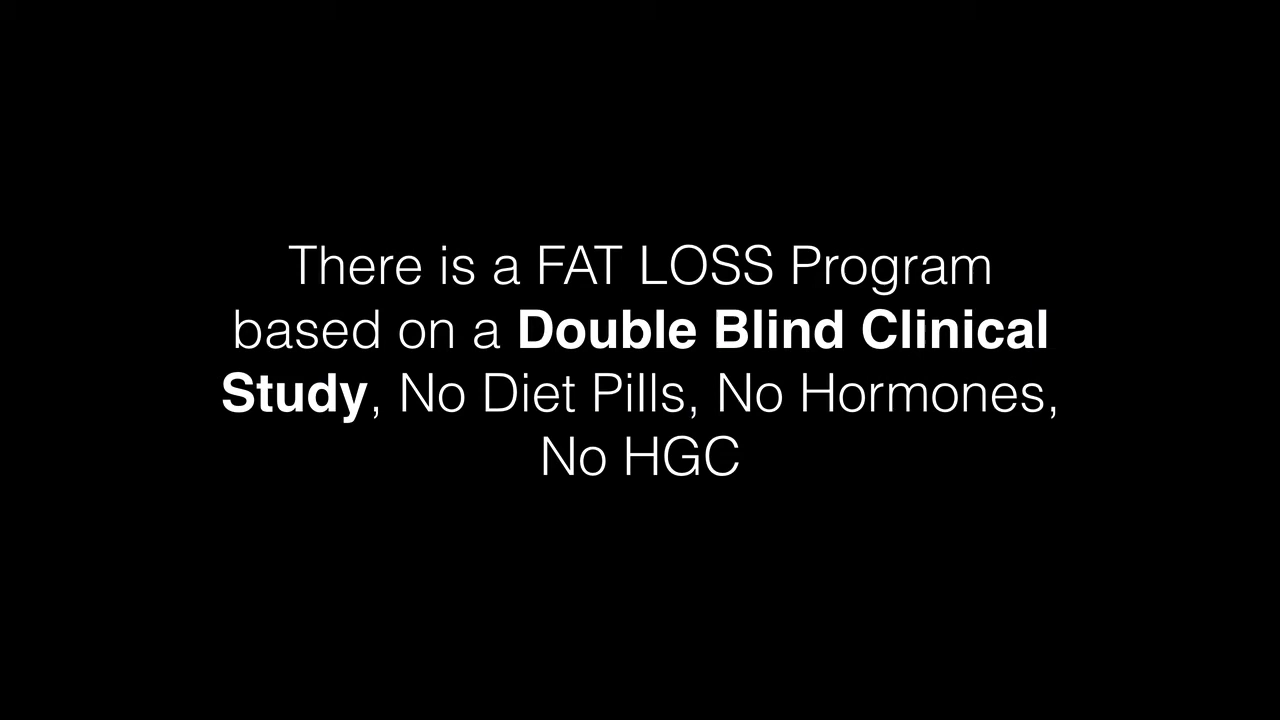 There is a FAT LOSS Program
based on a Double Blind Clinical
Study, No Diet Pills, No Hormones,
No HGC